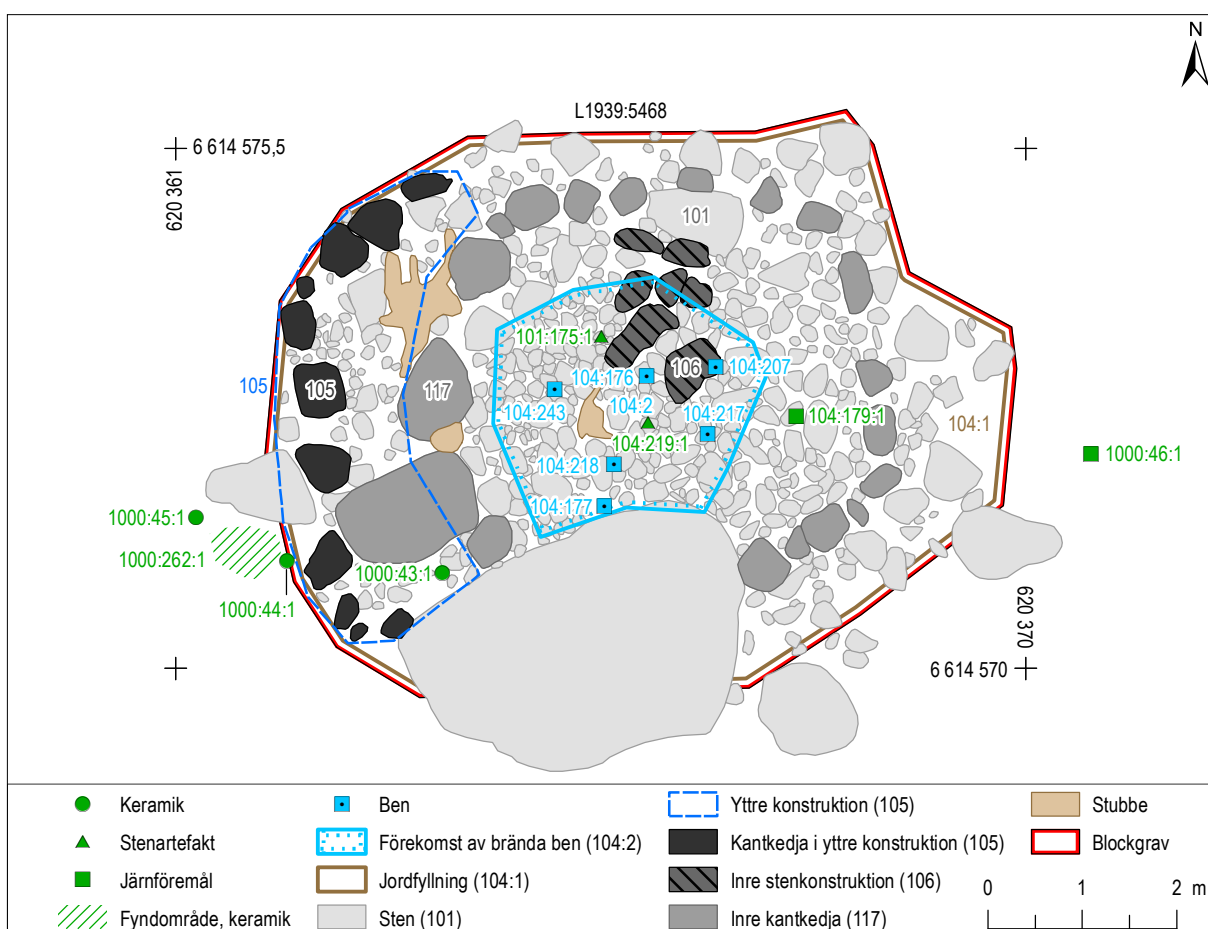 N
L1939:5468
6 614 575,5
620 361
101
101:175:1
106
104:207
104:176
105
105
117
104:243
104:2
104:217
104:179:1
104:1
104:219:1
104:218
1000:46:1
104:177
1000:45:1
1000:262:1
1000:43:1
1000:44:1
620 370
6 614 570
Keramik
Ben
Yttre konstruktion (105)
Stubbe
Stenartefakt
Förekomst av brända ben (104:2)
Kantkedja i yttre konstruktion (105)
Blockgrav
Järnföremål
Jordfyllning (104:1)
Inre stenkonstruktion (106)
0 1 2 m
Fyndområde, keramik
Sten (101)
Inre kantkedja (117)